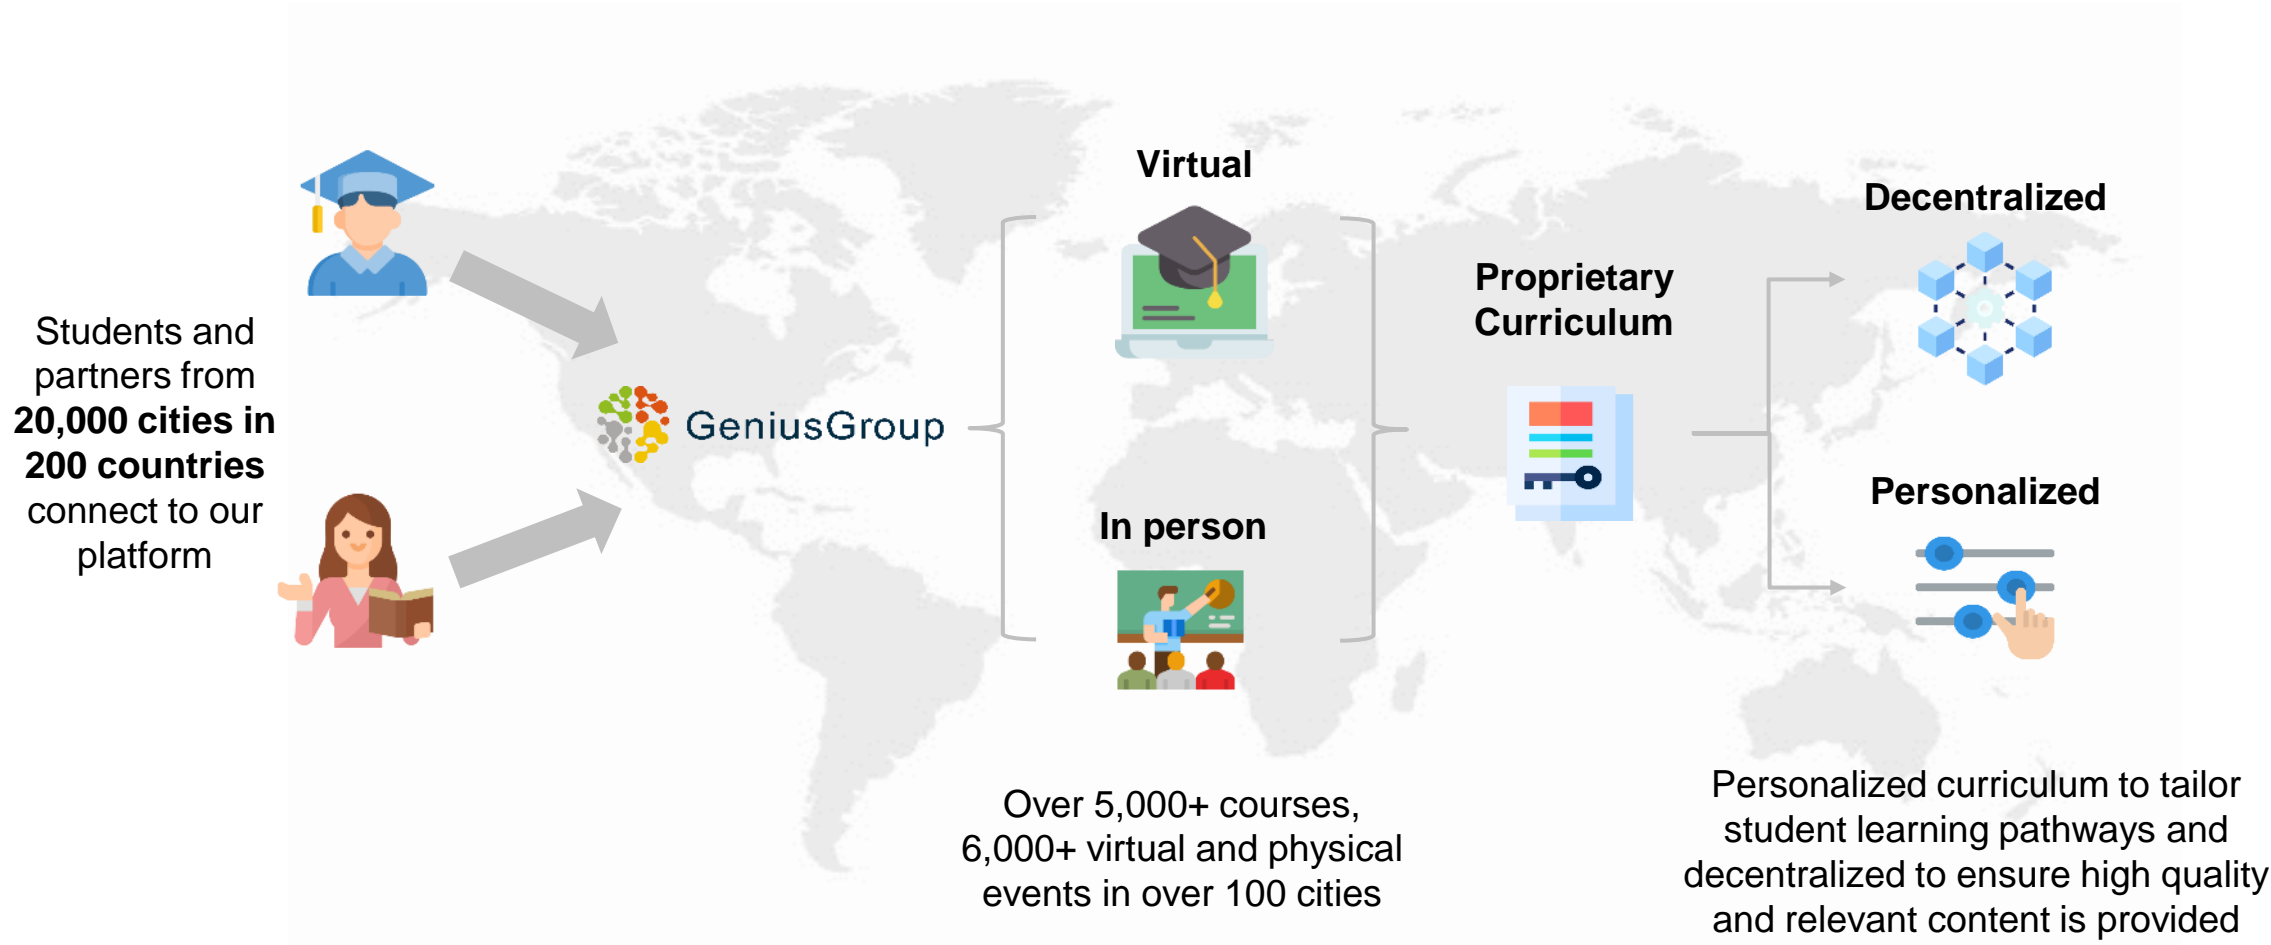 Students and
partners from
20,000 cities in
200 countries
connect to our
platform
GeniusGroup
Virtual
In person
Over 5,000+ courses,
6,000+ virtual and physical
events in over 100 cities
Proprietary
Curriculum
Decentralized
Personalized
Personalized curriculum to tailor
student learning pathways and
decentralized to ensure high quality
and relevant content is provided